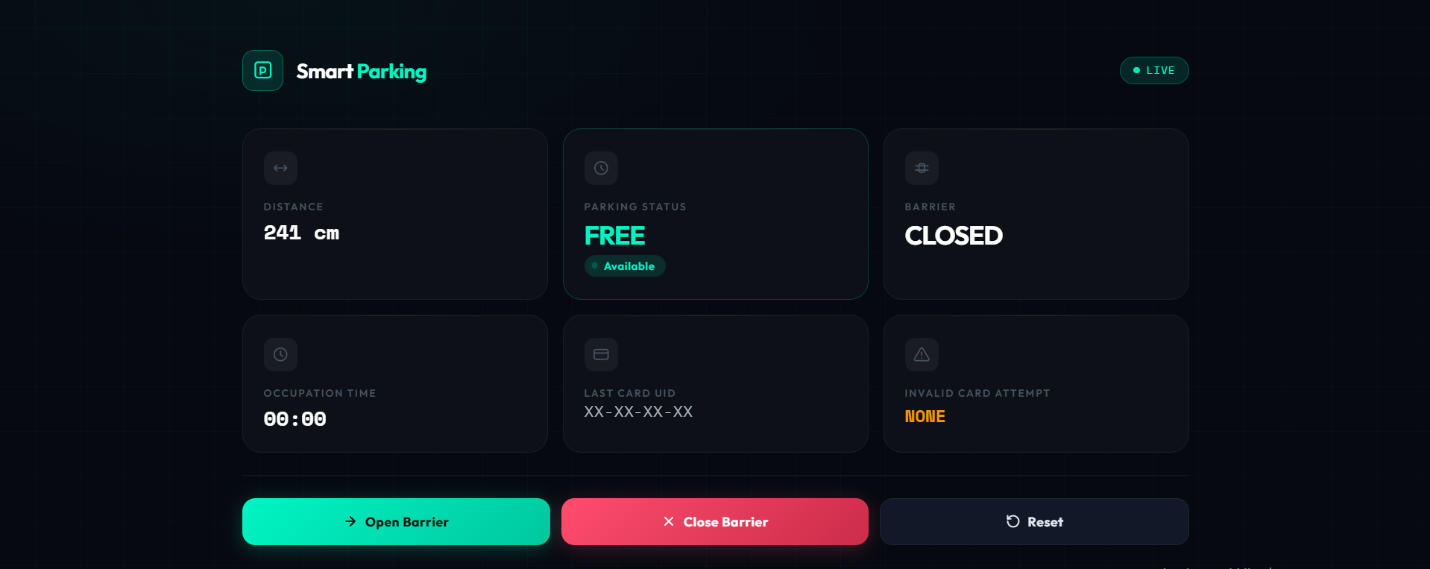 Smart Parking
LIVE
DISTANCE
241 cm
PARKING STATUS
FREE
Available
BARRIER
CLOSED
OCCUPATION TIME
00:00
LAST CARD UID
XX-XX-XX-XX
INVALID CARD ATTEMPT
NONE
Open Barrier
Close Barrier
Reset